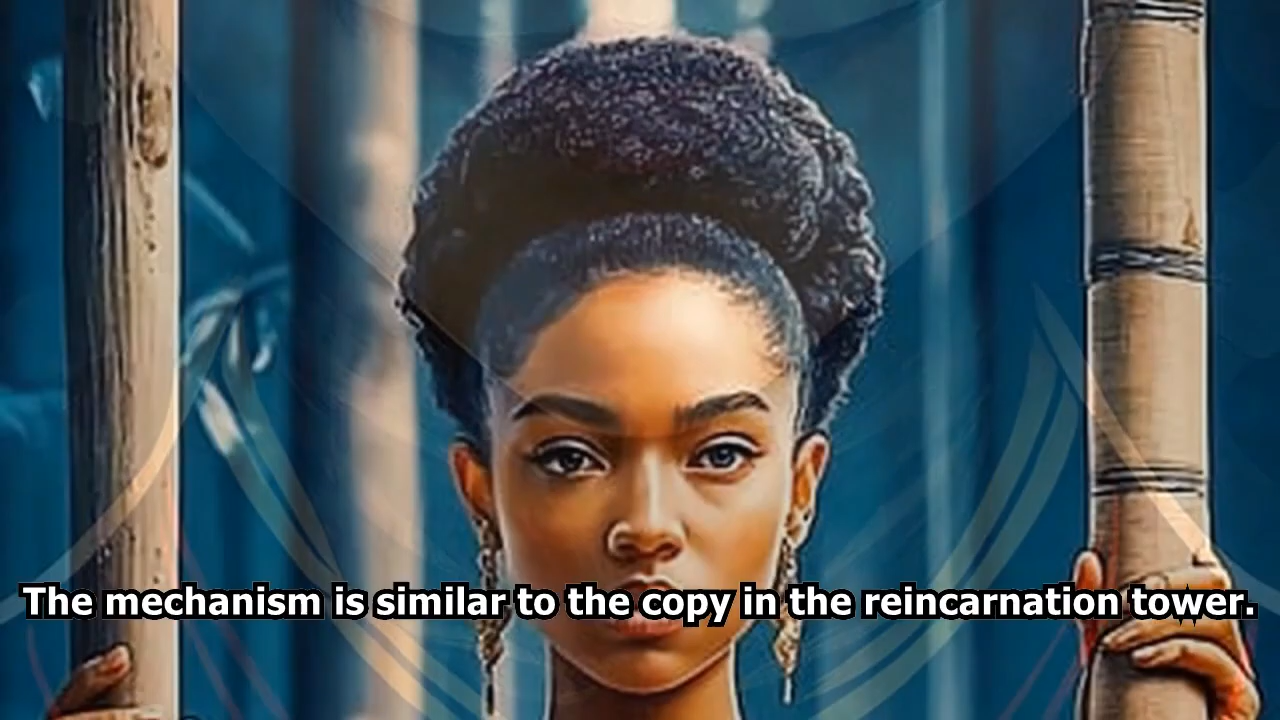 The mechanism is similar to the copy in the reincarnation tower.